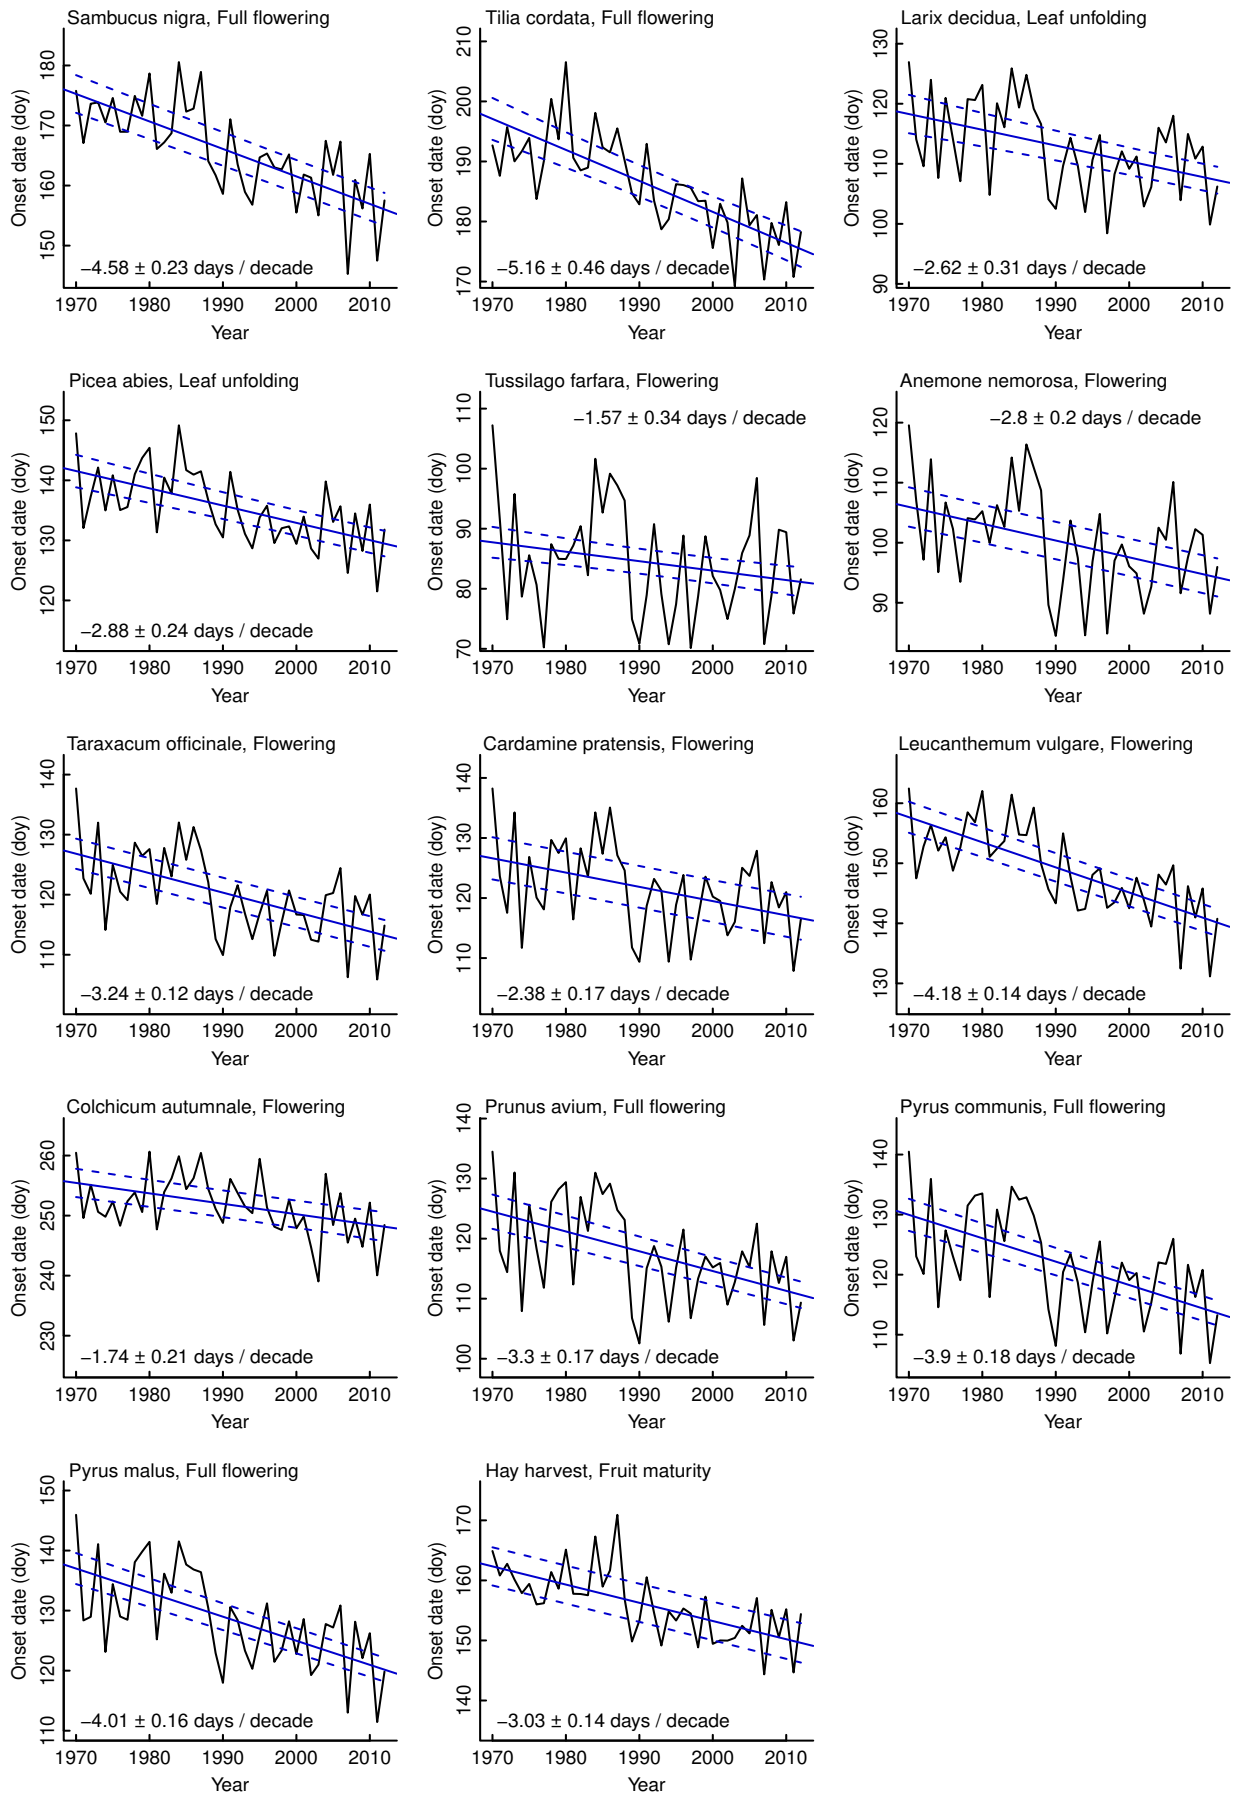 Sambucus nigra, Full flowering
Onset date (doy)
150 160 170 180
−4.58 ± 0.23 days / decade
1970 1980 1990 2000 2010
Year
Tilia cordata, Full flowering
Onset date (doy)
170 180 190 200 210
−5.16 ± 0.46 days / decade
1970 1980 1990 2000 2010
Year
Larix decidua, Leaf unfolding
Onset date (doy)
90 100 110 120 130
−2.62 ± 0.31 days / decade
1970 1980 1990 2000 2010
Year
Picea abies, Leaf unfolding
Onset date (doy)
120 130 140 150
−2.88 ± 0.24 days / decade
1970 1980 1990 2000 2010
Year
Tussilago farfara, Flowering
Onset date (doy)
70 80 90 100 110
−1.57 ± 0.34 days / decade
1970 1980 1990 2000 2010
Year
Anemone nemorosa, Flowering
Onset date (doy)
90 100 110 120
−2.8 ± 0.2 days / decade
1970 1980 1990 2000 2010
Year
Taraxacum officinale, Flowering
Onset date (doy)
110 120 130 140
−3.24 ± 0.12 days / decade
1970 1980 1990 2000 2010
Year
Cardamine pratensis, Flowering
Onset date (doy)
110 120 130 140
−2.38 ± 0.17 days / decade
1970 1980 1990 2000 2010
Year
Leucanthemum vulgare, Flowering
Onset date (doy)
130 140 150 160
−4.18 ± 0.14 days / decade
1970 1980 1990 2000 2010
Year
Colchicum autumnale, Flowering
Onset date (doy)
230 240 250 260
−1.74 ± 0.21 days / decade
1970 1980 1990 2000 2010
Year
Prunus avium, Full flowering
Onset date (doy)
100 110 120 130 140
−3.3 ± 0.17 days / decade
1970 1980 1990 2000 2010
Year
Pyrus communis, Full flowering
Onset date (doy)
110 120 130 140
−3.9 ± 0.18 days / decade
1970 1980 1990 2000 2010
Year
Pyrus malus, Full flowering
Onset date (doy)
110 120 130 140 150
−4.01 ± 0.16 days / decade
1970 1980 1990 2000 2010
Year
Hay harvest, Fruit maturity
Onset date (doy)
140 150 160 170
−3.03 ± 0.14 days / decade
1970 1980 1990 2000 2010
Year